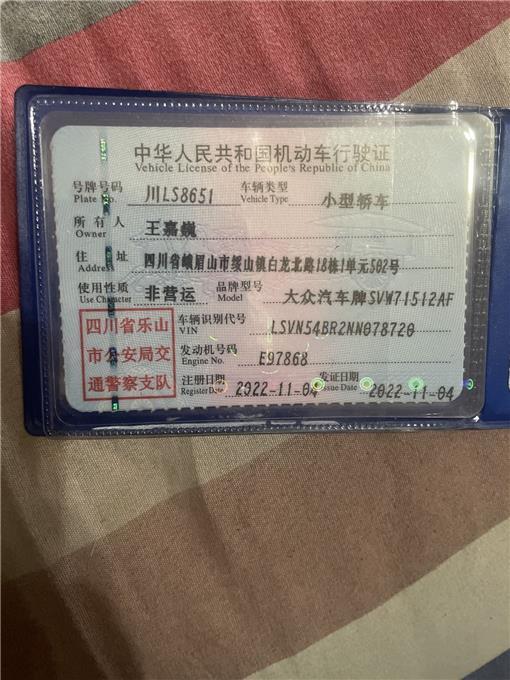 中华人民共和国机动车行驶证
Vehicle License of the People's Republic of China
号牌号码 川LS8651 车辆类型 小型轿车
Plate No. Vehicle Type
所有人 王嘉巍
Owner
住址 四川省峨眉山市绥山镇白龙北路18栋1单元502号
Address
使用性质 非营运 品牌型号 大众汽车牌SVW71512AF
Use Character Model
四川省乐山
市公安局交
通警察支队
车辆识别代号 LSVN54BR2NN078720
VIN
发动机号码 E97868
Engine No.
注册日期 2022-11-04 发证日期 2022-11-04
Register Date Issue Date